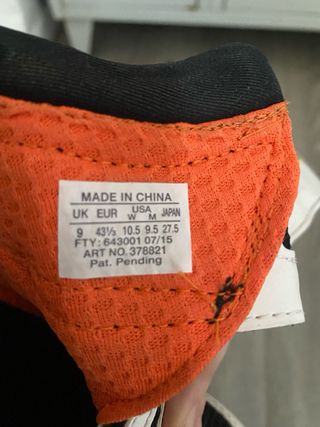 MADE IN CHINA
UK EUR USA JAPAN
W M
9 43⅓ 10.5 9.5 27.5
FTY: 643001 07/15
ART NO. 378821
Pat. Pending